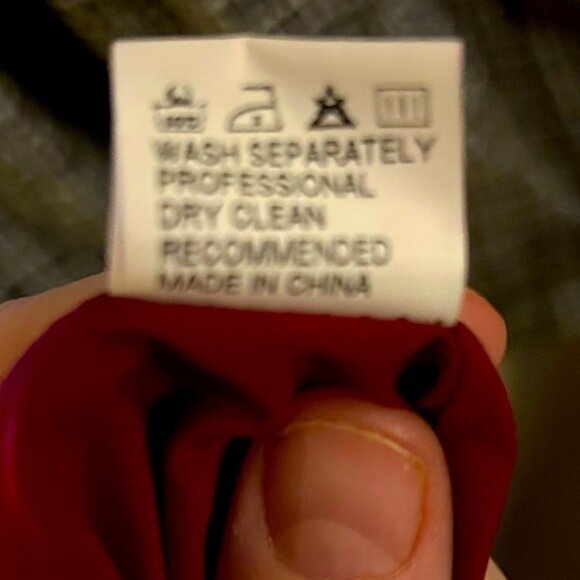 WASH SEPARATELY
PROFESSIONAL
DRY CLEAN
RECOMMENDED
MADE IN CHINA